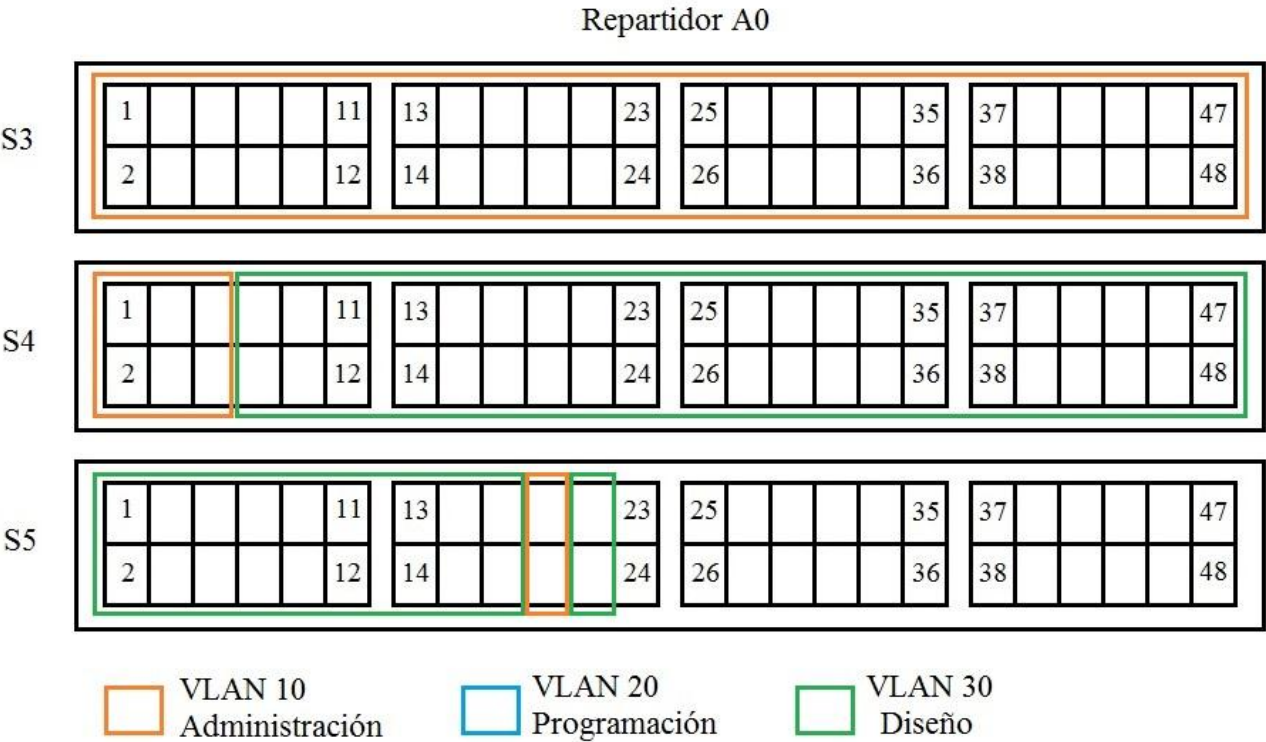 Repartidor A0
1 11 13 23 25 35 37 47
S3
2 12 14 24 26 36 38 48
1 11 13 23 25 35 37 47
S4
2 12 14 24 26 36 38 48
1 11 13 23 25 35 37 47
S5
2 12 14 24 26 36 38 48
VLAN 10
Administración
VLAN 20
Programación
VLAN 30
Diseño